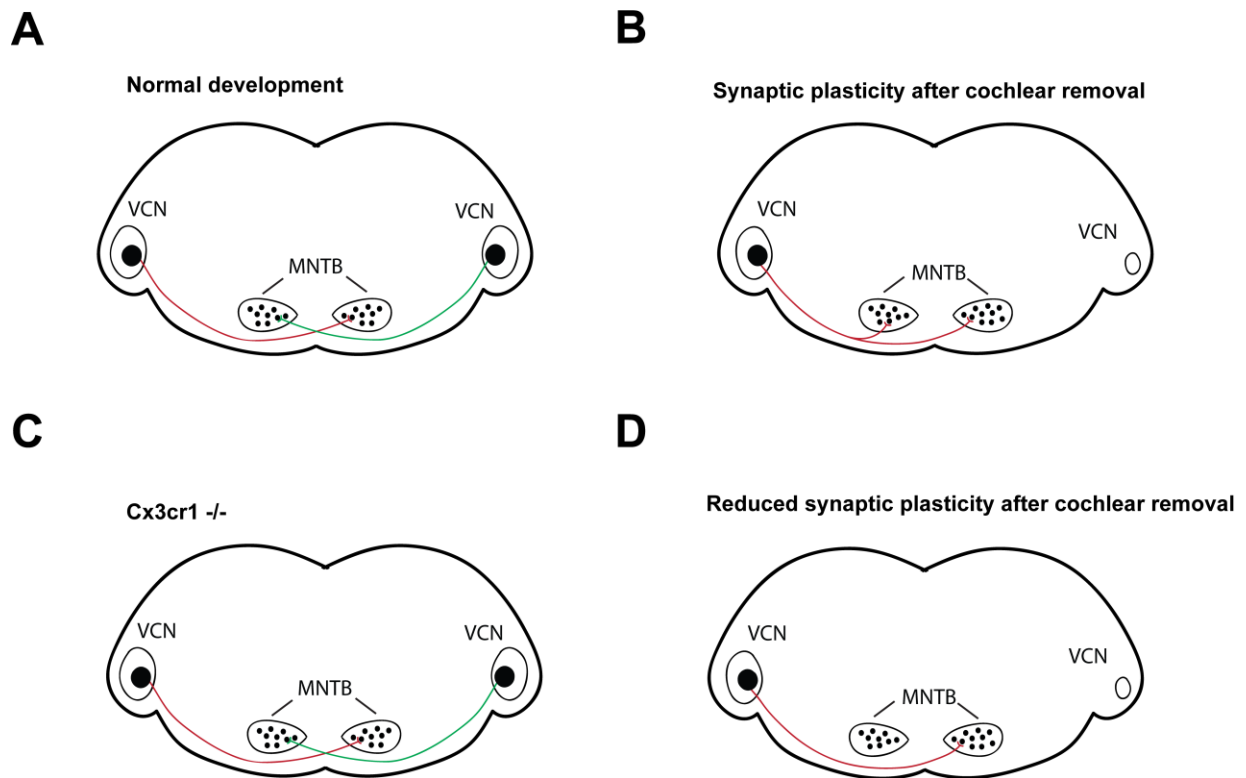 A
Normal development
VCN
VCN
MNTB
B
Synaptic plasticity after cochlear removal
VCN
VCN
MNTB
C
Cx3cr1 -/-
VCN
VCN
MNTB
D
Reduced synaptic plasticity after cochlear removal
VCN
VCN
MNTB